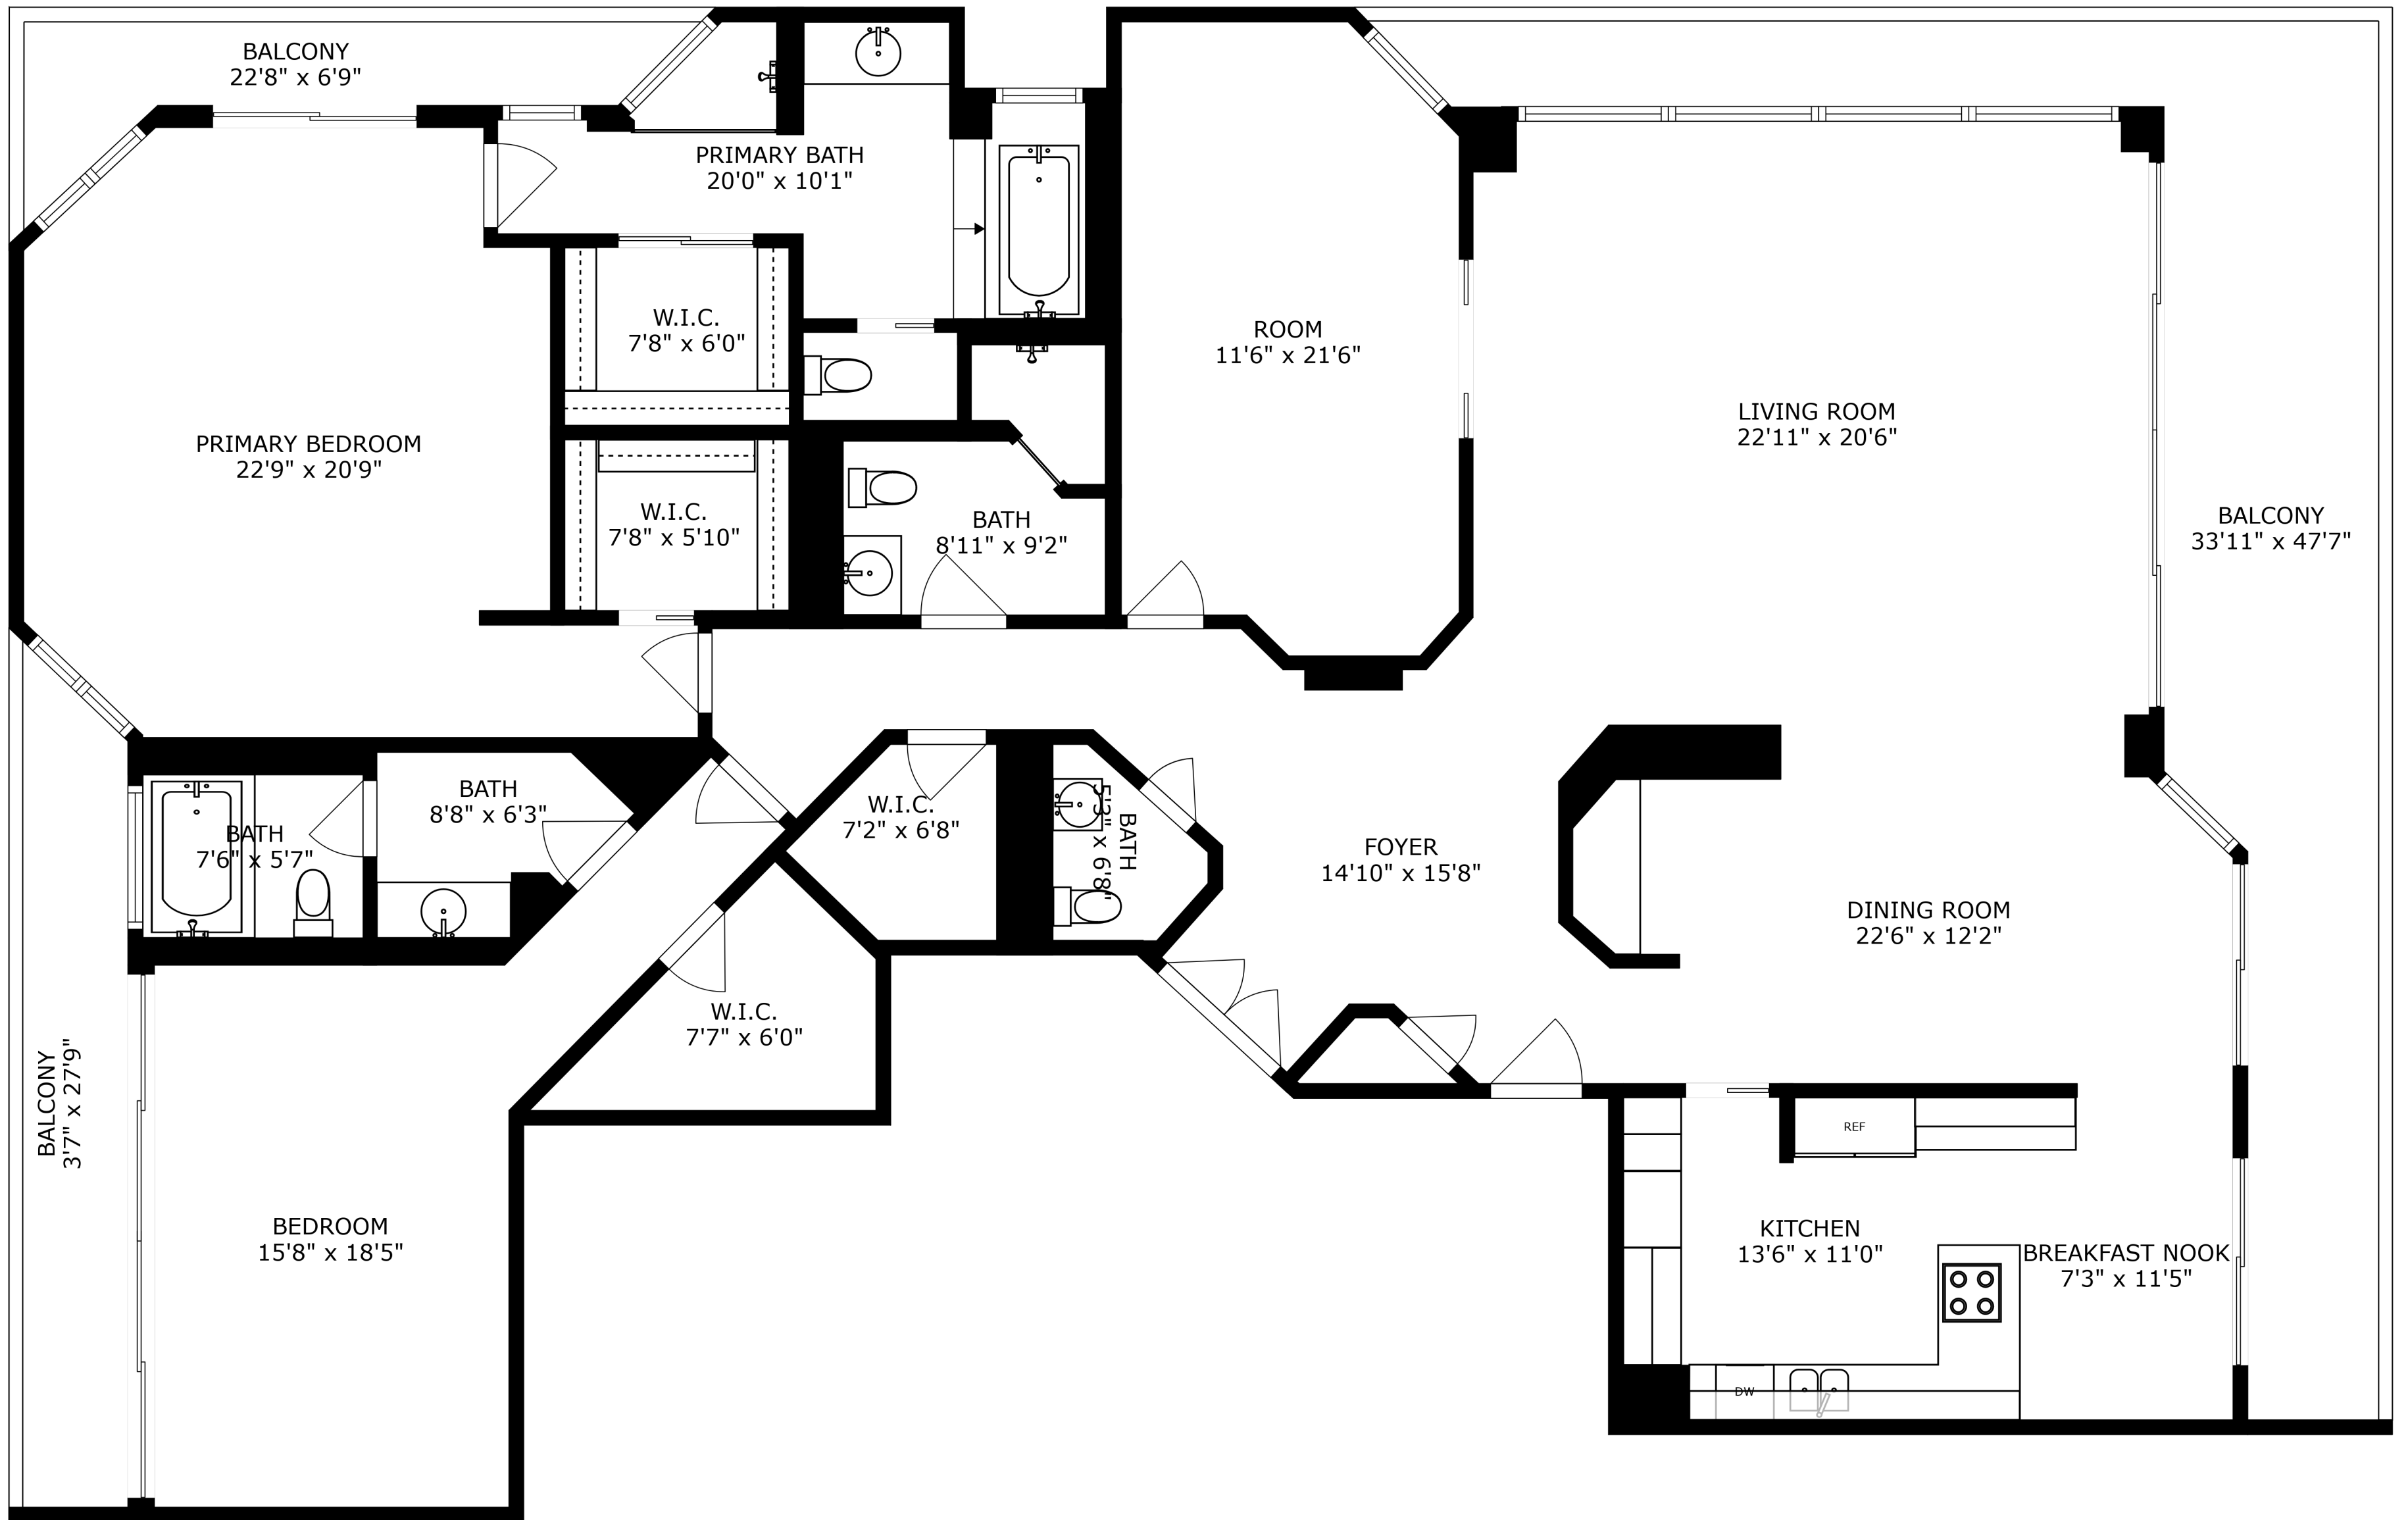 BALCONY
22'8" x 6'9"
PRIMARY BATH
20'0" x 10'1"
W.I.C.
7'8" x 6'0"
ROOM
11'6" x 21'6"
LIVING ROOM
22'11" x 20'6"
PRIMARY BEDROOM
22'9" x 20'9"
W.I.C.
7'8" x 5'10"
BATH
8'11" x 9'2"
BALCONY
33'11" x 47'7"
BATH
8'8" x 6'3"
BATH
7'6" x 5'7"
W.I.C.
7'2" x 6'8"
BATH
5'3" x 6'8"
FOYER
14'10" x 15'8"
DINING ROOM
22'6" x 12'2"
W.I.C.
7'7" x 6'0"
BALCONY
3'7" x 27'9"
REF
BEDROOM
15'8" x 18'5"
KITCHEN
13'6" x 11'0"
BREAKFAST NOOK
7'3" x 11'5"
DW